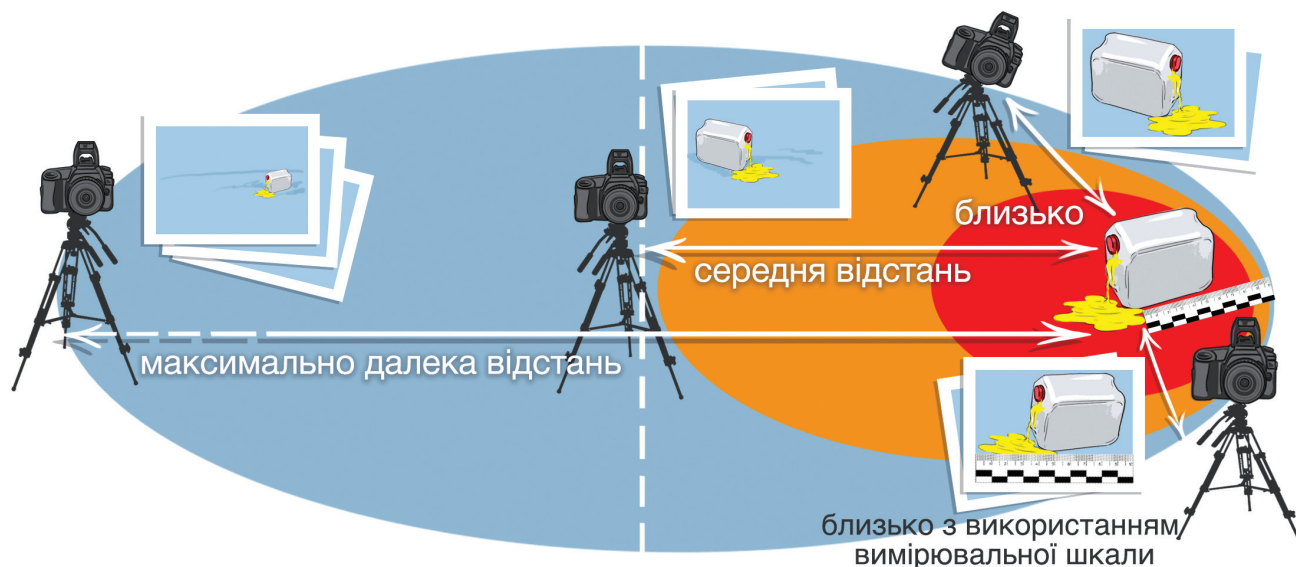 близько
середня відстань
максимально далека відстань
близько з використанням
вимірювальної шкали